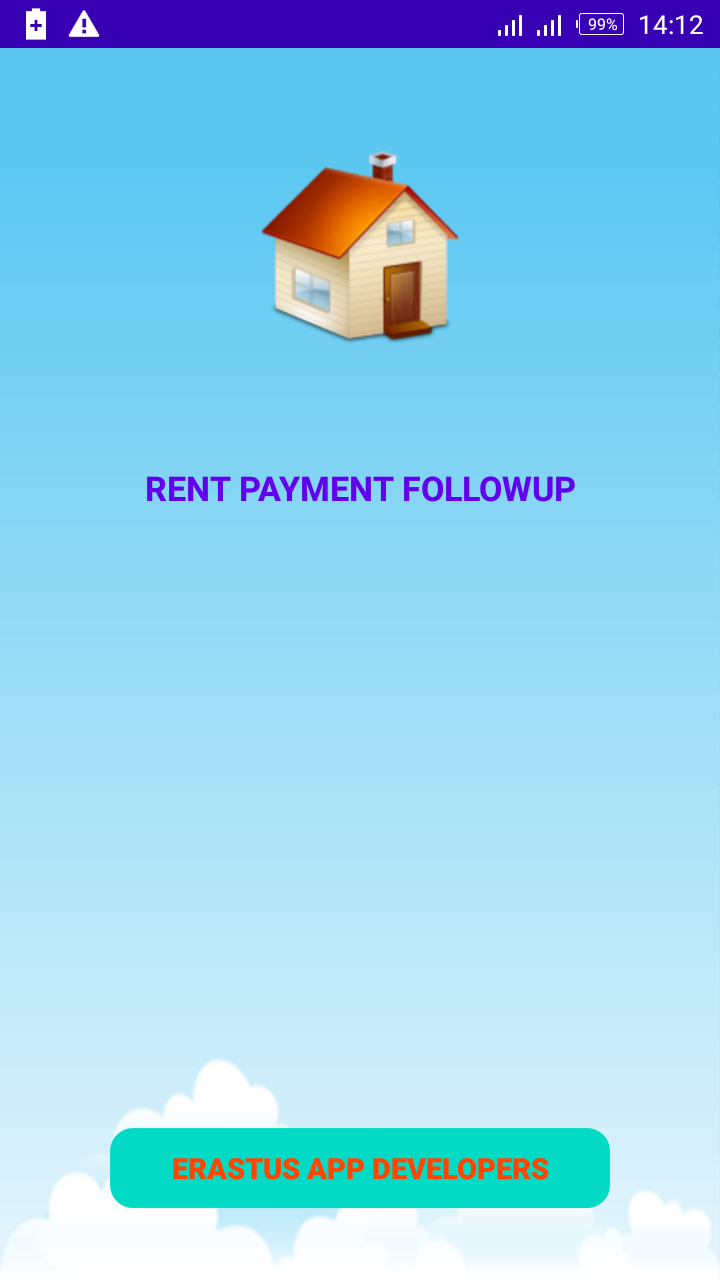 99% 14:12
RENT PAYMENT FOLLOWUP
ERASTUS APP DEVELOPERS